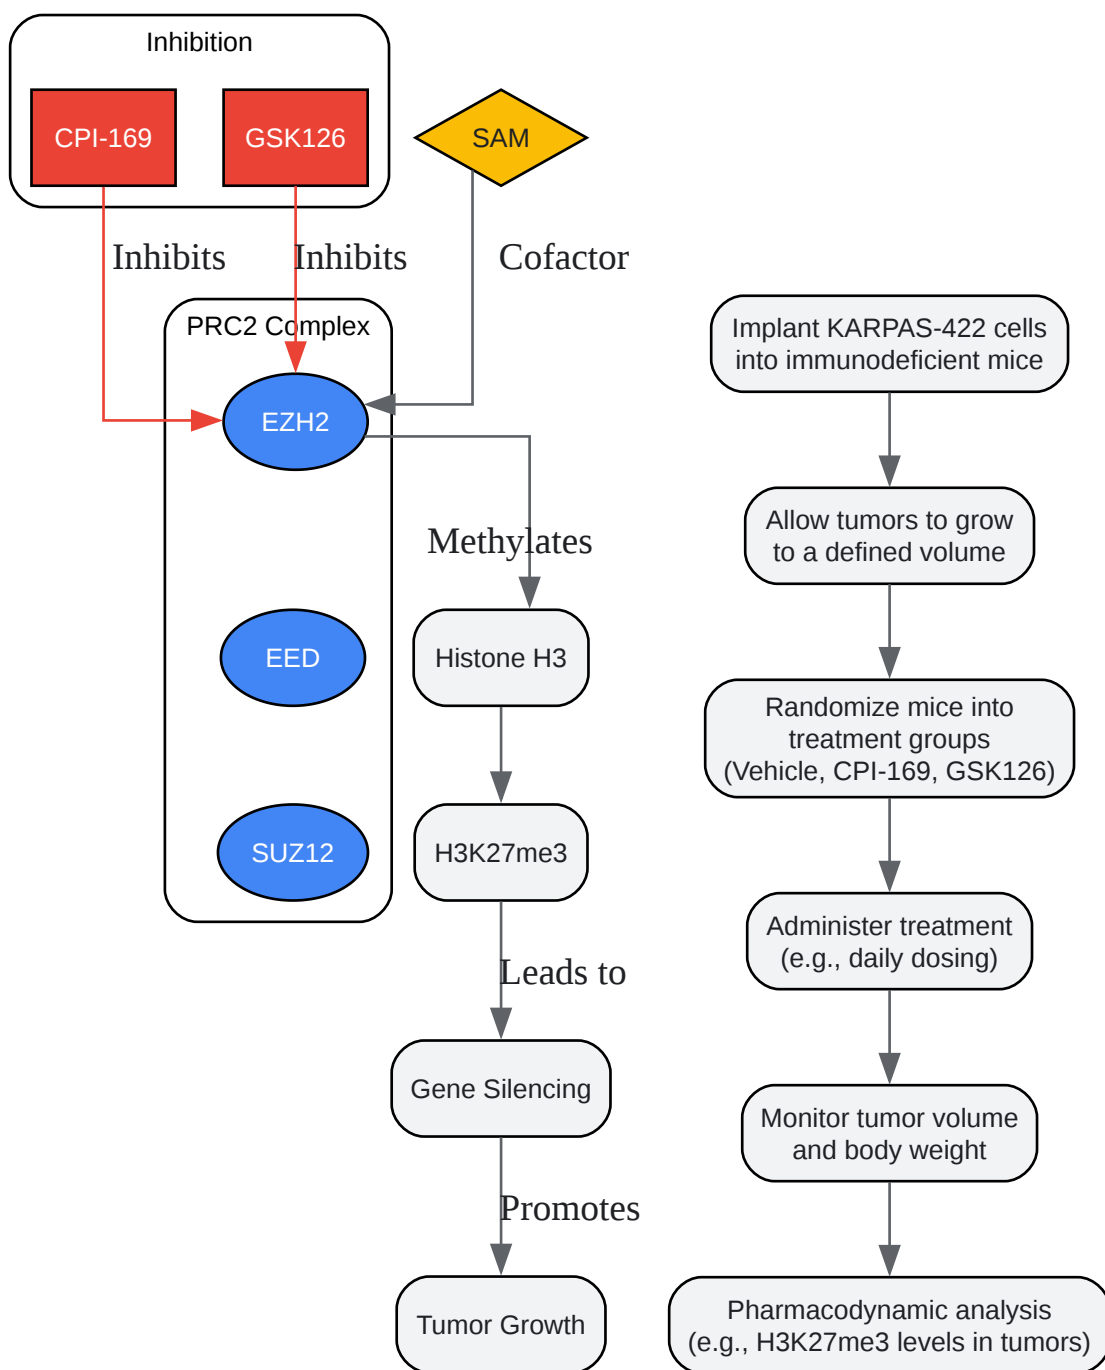 Inhibition
CPI-169
GSK126
SAM
Inhibits
Inhibits
Cofactor
PRC2 Complex
EZH2
Methylates
EED
Histone H3
SUZ12
H3K27me3
Leads to
Gene Silencing
Promotes
Tumor Growth
Implant KARPAS-422 cells
into immunodeficient mice
Allow tumors to grow
to a defined volume
Randomize mice into
treatment groups
(Vehicle, CPI-169, GSK126)
Administer treatment
(e.g., daily dosing)
Monitor tumor volume
and body weight
Pharmacodynamic analysis
(e.g., H3K27me3 levels in tumors)